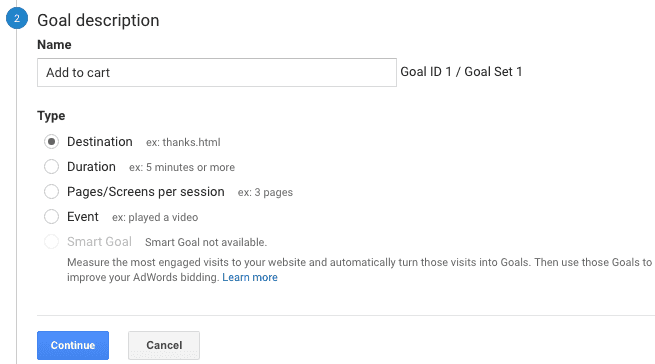 2 Goal description
Name
Add to cart Goal ID 1 / Goal Set 1
Type
Destination ex: thanks.html
Duration ex: 5 minutes or more
Pages/Screens per session ex: 3 pages
Event ex: played a video
Smart Goal Smart Goal not available.
Measure the most engaged visits to your website and automatically turn those visits into Goals. Then use those Goals to
improve your AdWords bidding. Learn more
Continue Cancel